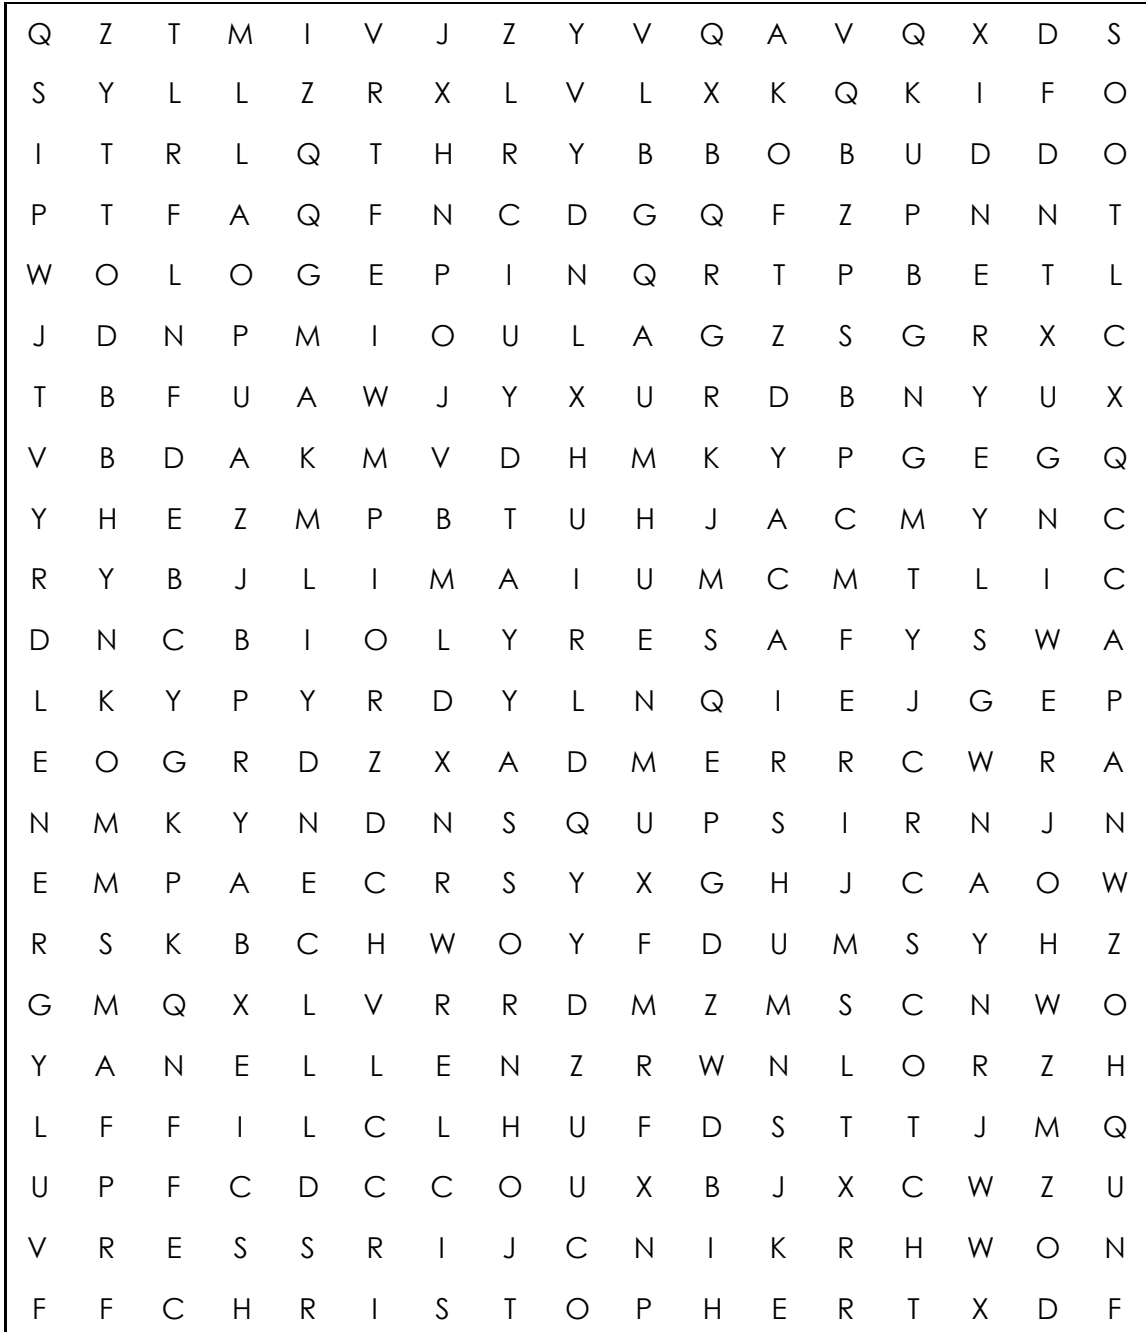 Q Z T M I V J Z Y V Q A V Q X D S
S Y L L Z R X L V L X K Q K I F O
I T R L Q T H R Y B B O B U D D O
P T F A Q F N C D G Q F Z P N N T
W O L O G E P I N Q R T P B E T L
J D N P M I O U L A G Z S G R X C
T B F U A W J Y X U R D B N Y U X
V B D A K M V D H M K Y P G E G Q
Y H E Z M P B T U H J A C M Y N C
R Y B J L I M A I U M C M T L I C
D N C B I O L Y R E S A F Y S W A
L K Y P Y R D Y L N Q I E J G E P
E O G R D Z X A D M E R R C W R A
N M K Y N D N S Q U P S I R N J N
E M P A E C R S Y X G H J C A O W
R S K B C H W O Y F D U M S Y H Z
G M Q X L V R R D M Z M S C N W O
Y A N E L L E N Z R W N L O R Z H
L F F I L C L H U F D S T T J M Q
U P F C D C C O U X B J X C W Z U
V R E S S R I J C N I K R H W O N
F F C H R I S T O P H E R T X D F